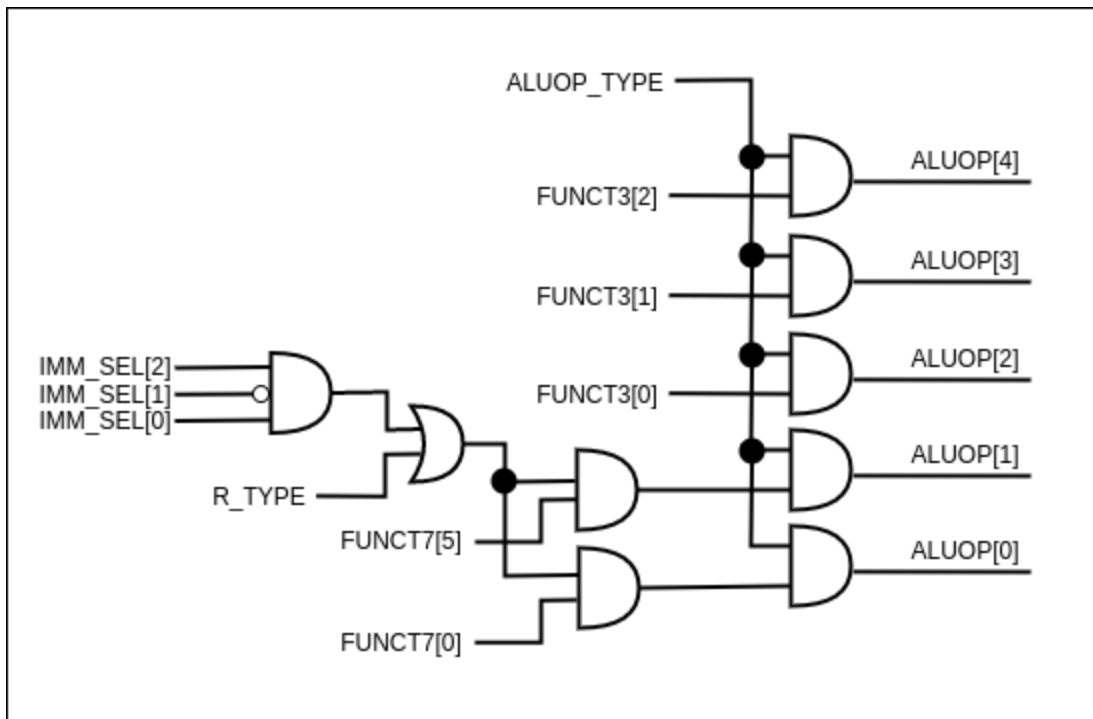 ALUOP_TYPE
ALUOP[4]
FUNCT3[2]
ALUOP[3]
FUNCT3[1]
ALUOP[2]
IMM_SEL[2]
IMM_SEL[1]
FUNCT3[0]
IMM_SEL[0]
ALUOP[1]
R_TYPE
FUNCT7[5]
ALUOP[0]
FUNCT7[0]